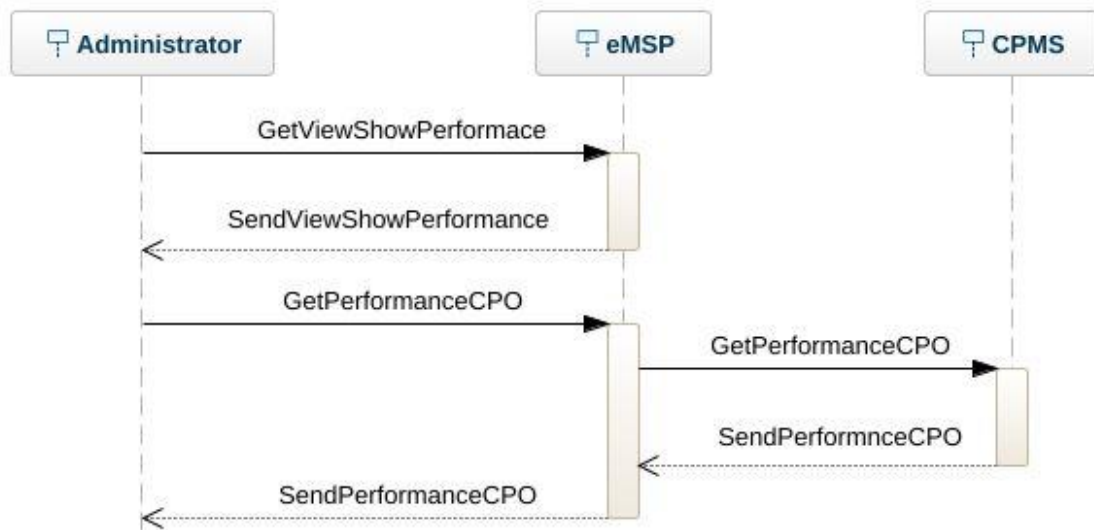 Administrator
eMSP
CPMS
GetViewShowPerformace
SendViewShowPerformance
GetPerformanceCPO
GetPerformanceCPO
SendPerformnceCPO
SendPerformanceCPO